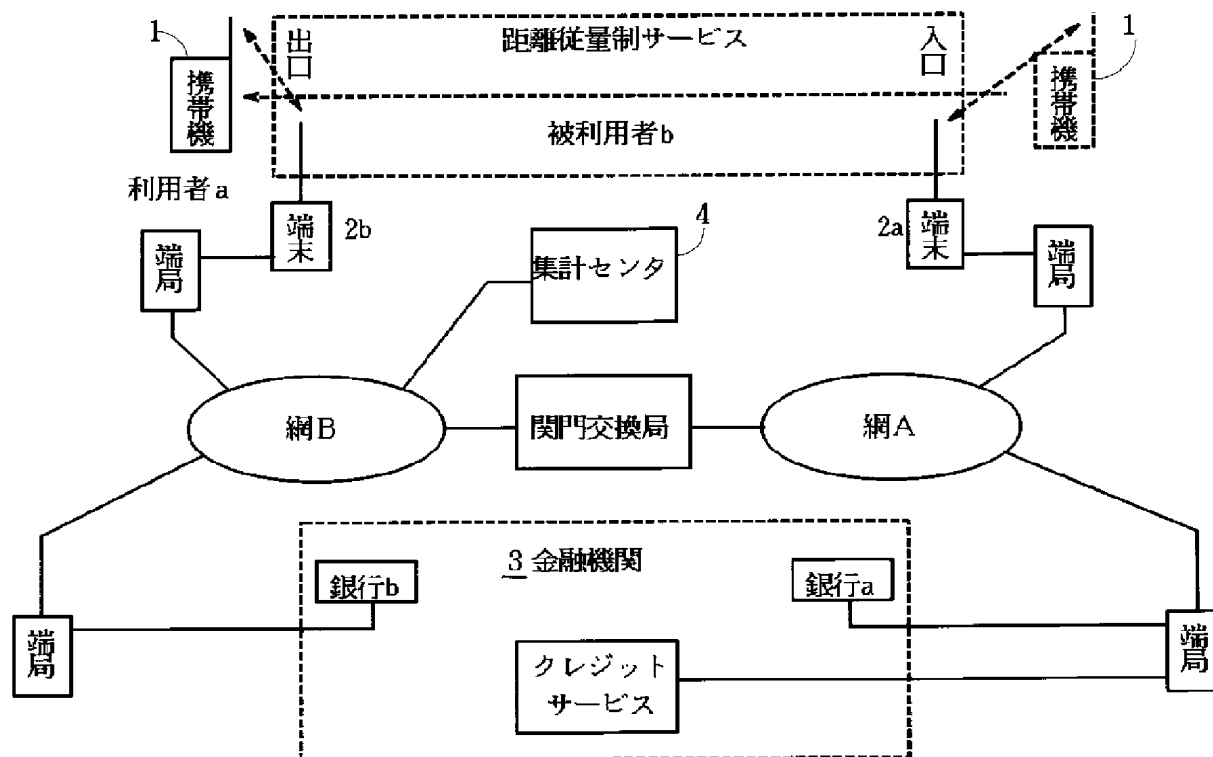 1
携帯機
利用者a
出口
距離従量制サービス
入口
被利用者b
1
携帯機
端末
2b
端局
4
集計センタ
2a
端末
端局
網B
関門交換局
網A
3 金融機関
銀行b
銀行a
クレジット
サービス
端局
端局